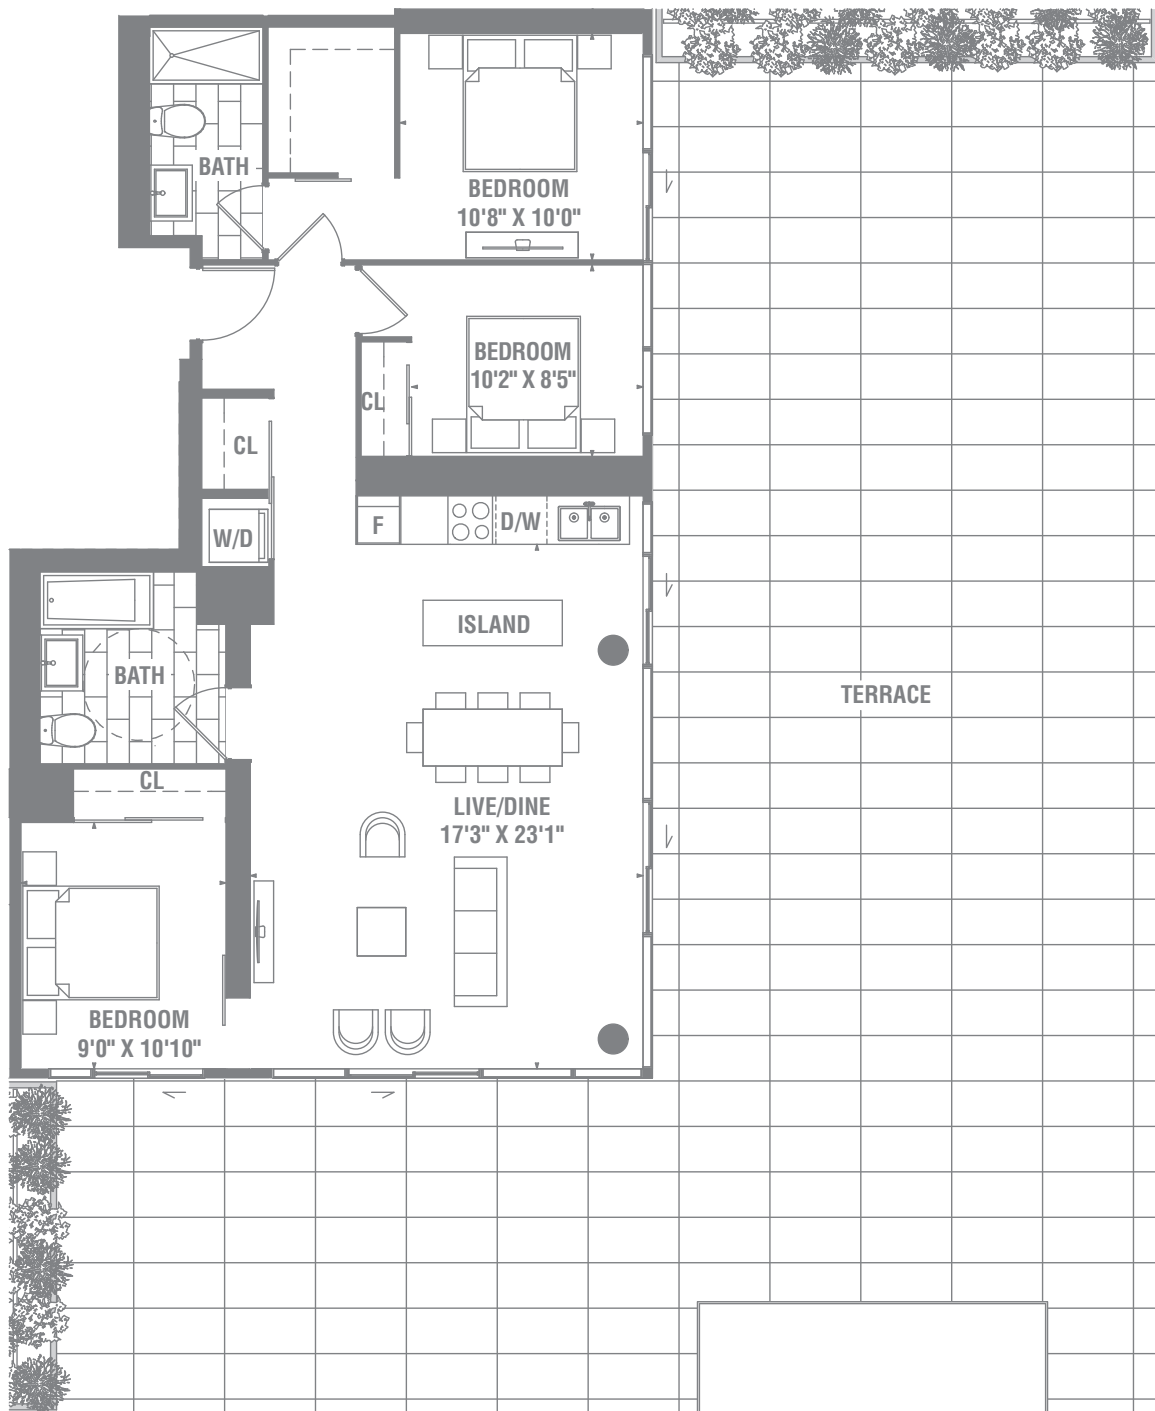 BATH
BEDROOM
10'8" X 10'0"
BEDROOM
10'2" X 8'5"
CL
CL
W/D
F
D/W
ISLAND
BATH
TERRACE
CL
LIVE/DINE
17'3" X 23'1"
BEDROOM
9'0" X 10'10"